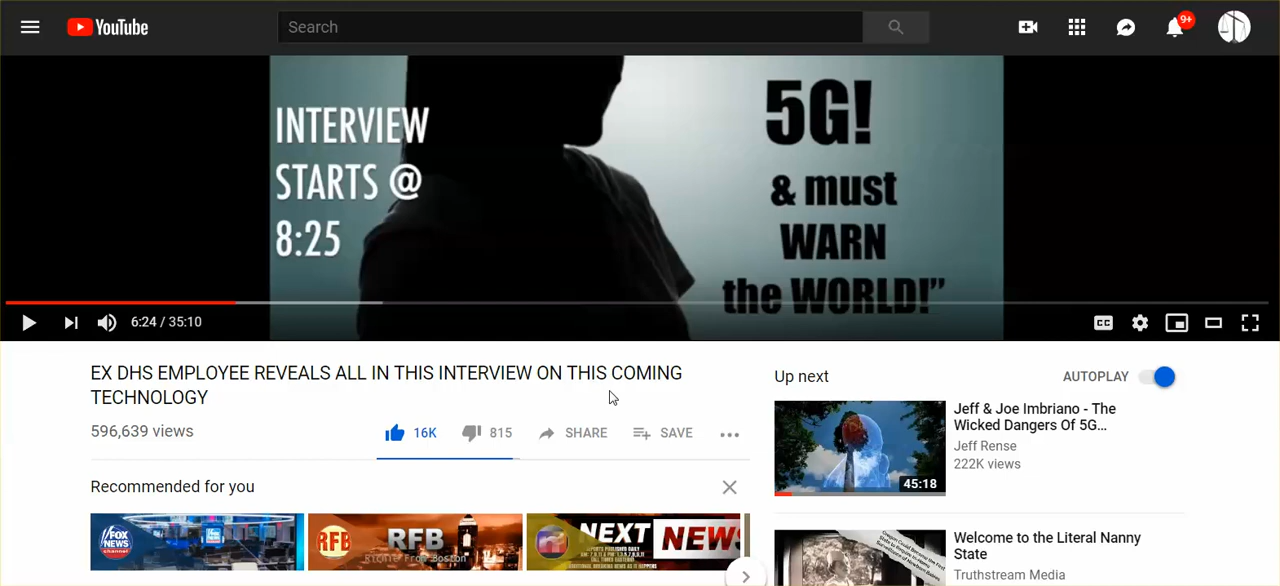 YouTube
Search
9+
INTERVIEW
STARTS @
8:25
5G!
& must
WARN
the WORLD!”
6:24 / 35:10
CC
EX DHS EMPLOYEE REVEALS ALL IN THIS INTERVIEW ON THIS COMING
TECHNOLOGY
596,639 views
16K
815
SHARE
SAVE
Recommended for you
FOX
NEWS
channel
RFB
RFB
NEXT NEWS
Up next
AUTOPLAY
45:18
Jeff & Joe Imbriano - The
Wicked Dangers Of 5G...
Jeff Rense
222K views
Welcome to the Literal Nanny
State
Truthstream Media